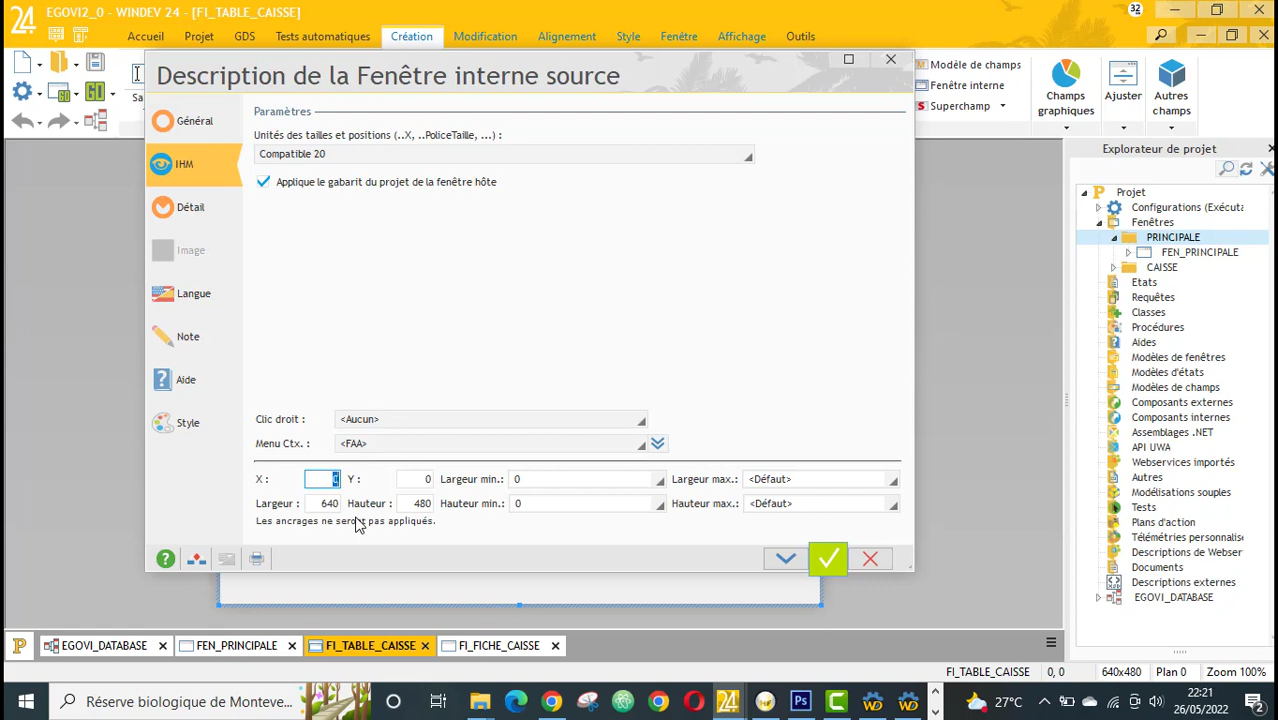 24 EGOVI2_0 - WINDEV 24 - [FI_TABLE_CAISSE] 32
Accueil Projet GDS Tests automatiques Création Modification Alignement Style Fenêtre Affichage Outils
Description de la Fenêtre interne source
Modèle de champs
Fenêtre interne
Superchamp
Champs graphiques
Ajuster
Autres champs
Général
IHM
Détail
Image
Langue
Note
Aide
Style
Paramètres
Unités des tailles et positions (..X, ..PoliceTaille, ...) :
Compatible 20
Applique le gabarit du projet de la fenêtre hôte
Clic droit : <Aucun>
Menu Ctx. : <FAA>
X : 0 Y : 0 Largeur min.: 0 Largeur max.: <Défaut>
Largeur : 640 Hauteur : 480 Hauteur min.: 0 Hauteur max.: <Défaut>
Les ancrages ne seront pas appliqués.
Explorateur de projet
Projet
Configurations (Exécuta
Fenêtres
PRINCIPALE
FEN_PRINCIPALE
CAISSE
Etats
Requêtes
Classes
Procédures
Aides
Modèles de fenêtres
Modèles d'états
Modèles de champs
Composants externes
Composants internes
Assemblages .NET
API UWA
Webservices importés
Autres
Modélisations souples
Tests
Plans d'action
Télémétries personnalise
Descriptions de Webser
Documents
Descriptions externes
EGOVI_DATABASE
EGOVI_DATABASE FEN_PRINCIPALE FI_TABLE_CAISSE FI_FICHE_CAISSE
FI_TABLE_CAISSE 0, 0 640x480 Plan 0 Zoom 100%
Réserve biologique de Monteve... 27°C 22:21
26/05/2022 2